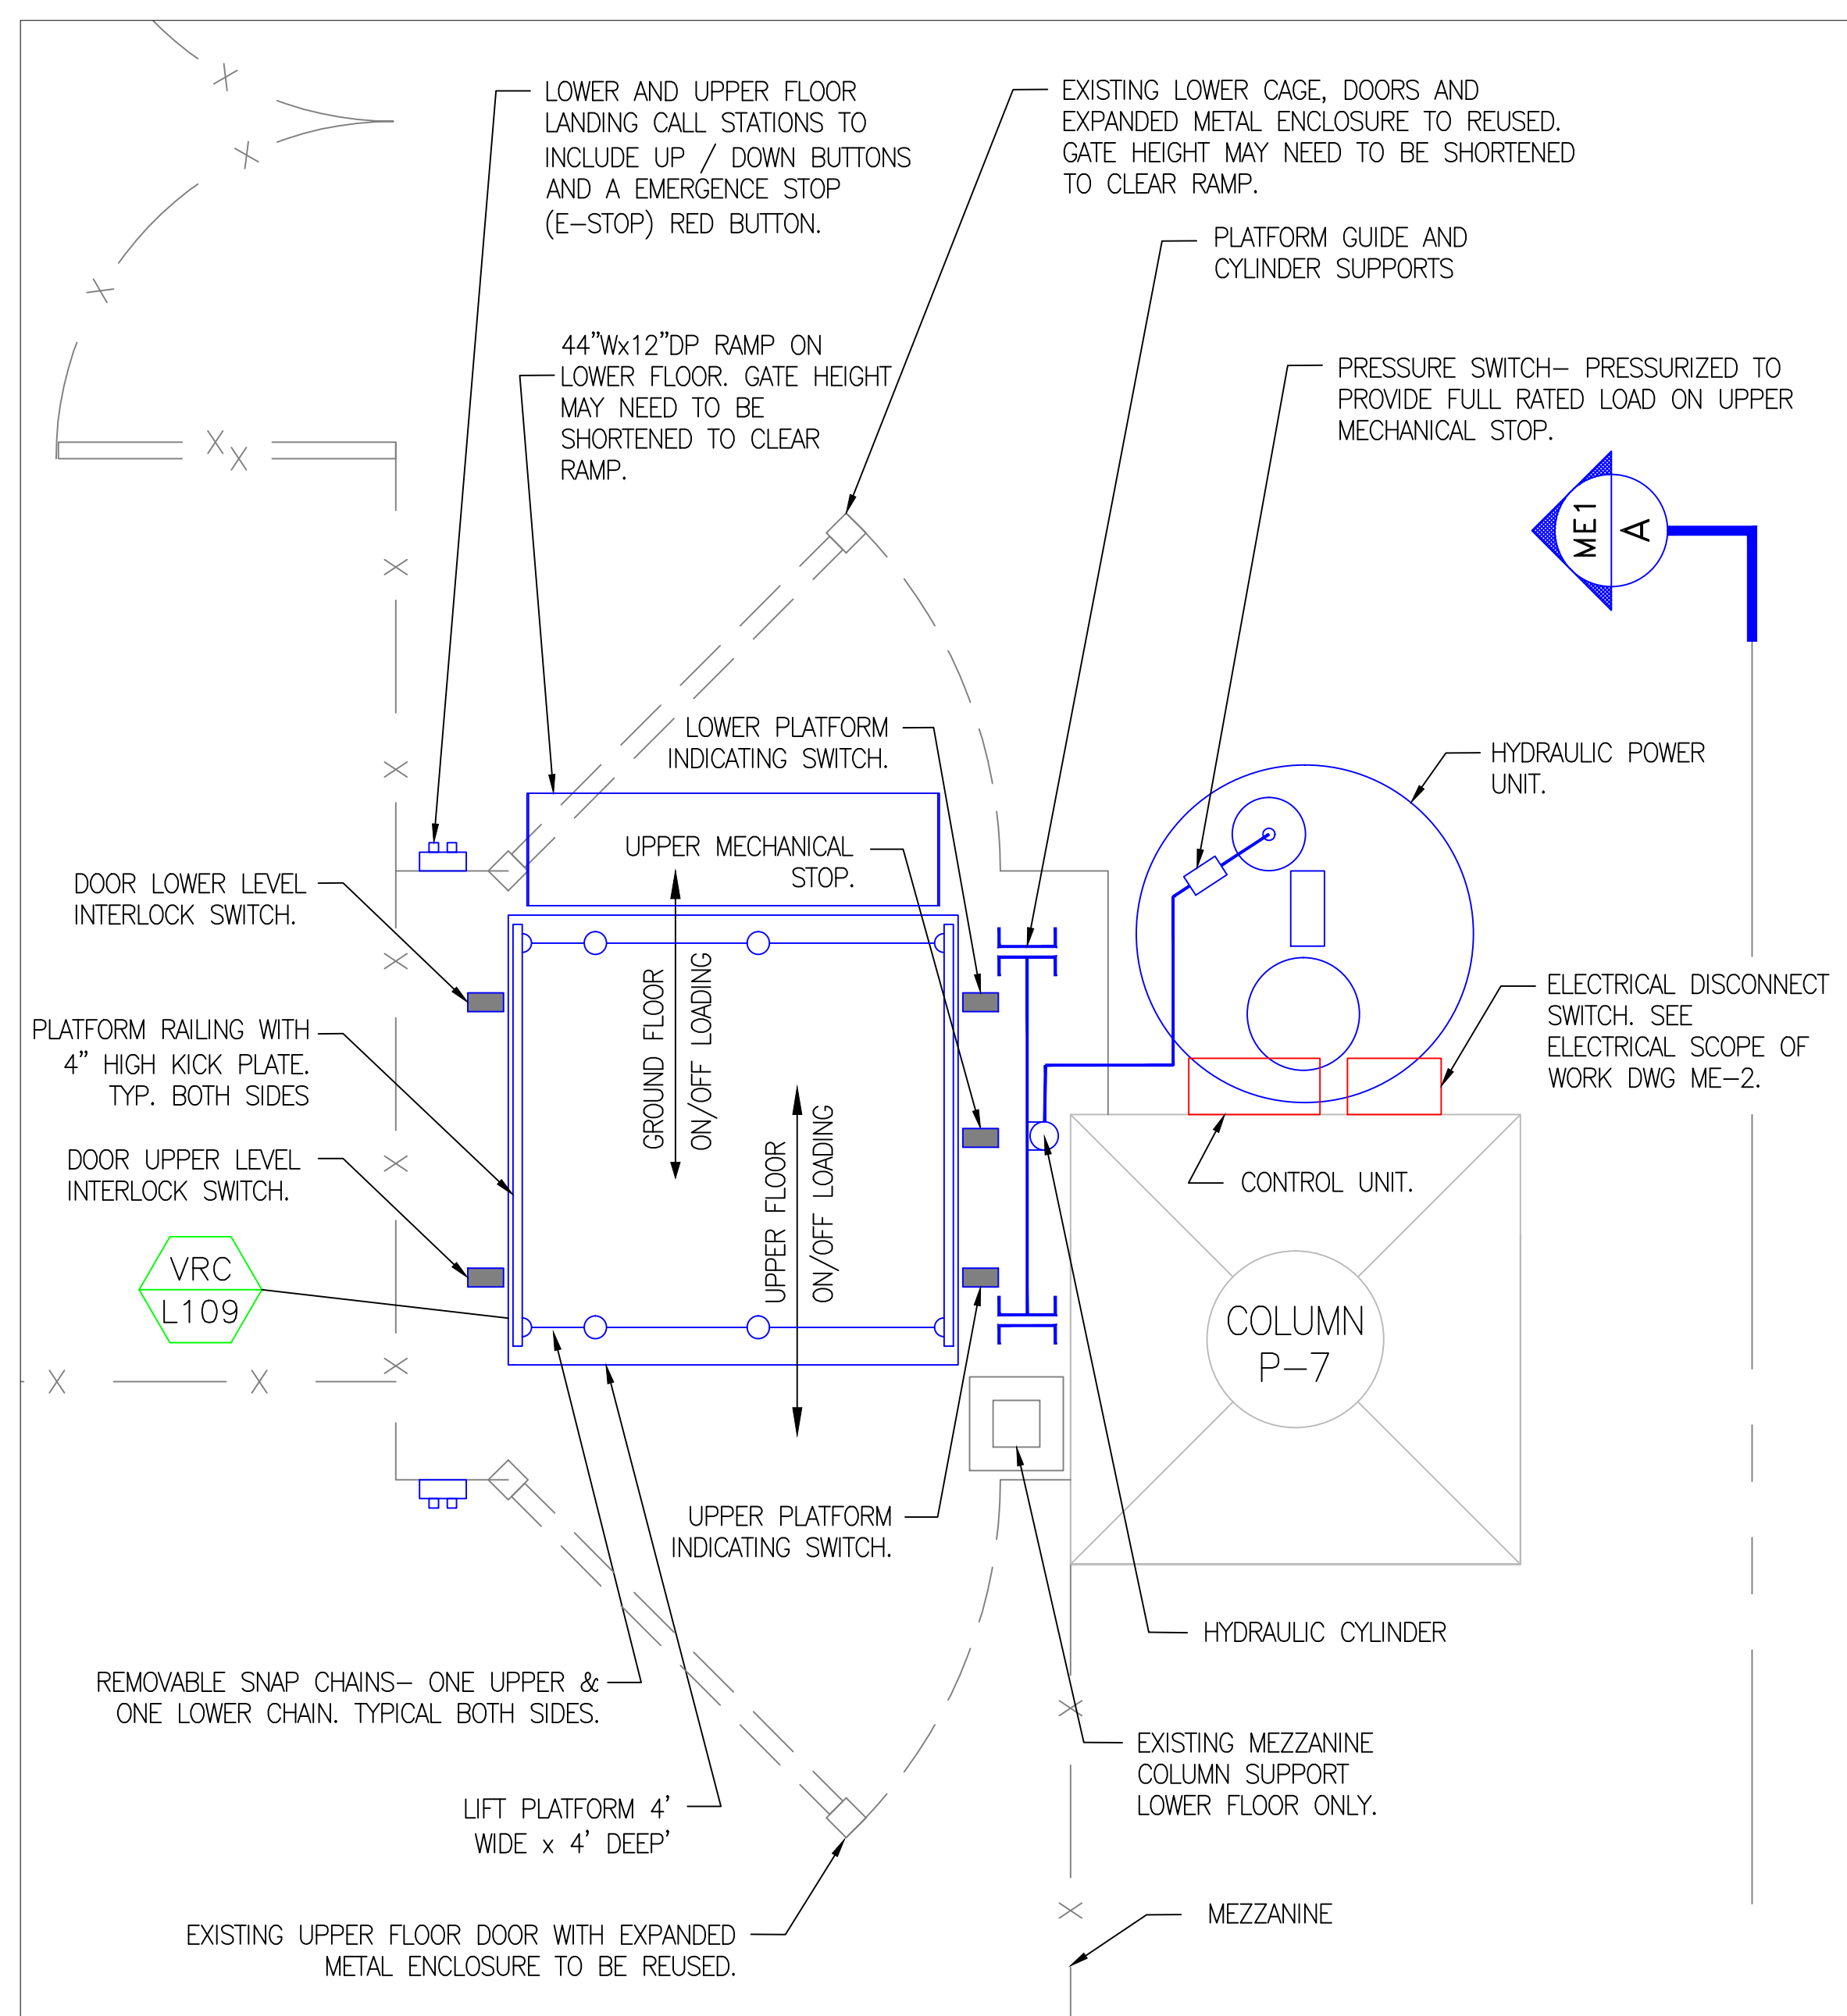 LOWER AND UPPER FLOOR
LANDING CALL STATIONS TO
INCLUDE UP / DOWN BUTTONS
AND A EMERGENCE STOP
(E-STOP) RED BUTTON.
EXISTING LOWER CAGE, DOORS AND
EXPANDED METAL ENCLOSURE TO REUSED.
GATE HEIGHT MAY NEED TO BE SHORTENED
TO CLEAR RAMP.
PLATFORM GUIDE AND
CYLINDER SUPPORTS
44"Wx12"DP RAMP ON
LOWER FLOOR. GATE HEIGHT
MAY NEED TO BE
SHORTENED TO CLEAR
RAMP.
PRESSURE SWITCH- PRESSURIZED TO
PROVIDE FULL RATED LOAD ON UPPER
MECHANICAL STOP.
ME1
A
LOWER PLATFORM
INDICATING SWITCH.
HYDRAULIC POWER
UNIT.
UPPER MECHANICAL
STOP.
DOOR LOWER LEVEL
INTERLOCK SWITCH.
GROUND FLOOR
ON/OFF LOADING
ELECTRICAL DISCONNECT
SWITCH. SEE
ELECTRICAL SCOPE OF
WORK DWG ME-2.
PLATFORM RAILING WITH
4" HIGH KICK PLATE.
TYP. BOTH SIDES
UPPER FLOOR
ON/OFF LOADING
DOOR UPPER LEVEL
INTERLOCK SWITCH.
CONTROL UNIT.
VRC
L109
COLUMN
P-7
UPPER PLATFORM
INDICATING SWITCH.
HYDRAULIC CYLINDER
REMOVABLE SNAP CHAINS- ONE UPPER &
ONE LOWER CHAIN. TYPICAL BOTH SIDES.
EXISTING MEZZANINE
COLUMN SUPPORT
LOWER FLOOR ONLY.
LIFT PLATFORM 4'
WIDE x 4' DEEP'
MEZZANINE
EXISTING UPPER FLOOR DOOR WITH EXPANDED
METAL ENCLOSURE TO BE REUSED.